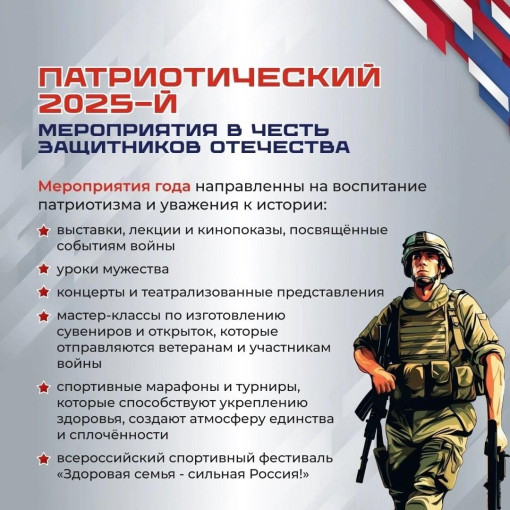 ПАТРИОТИЧЕСКИЙ
2025-Й
МЕРОПРИЯТИЯ В ЧЕСТЬ
ЗАЩИТНИКОВ ОТЕЧЕСТВА
Мероприятия года направленны на воспитание
патриотизма и уважения к истории:
выставки, лекции и кинопоказы, посвящённые
событиям войны
уроки мужества
концерты и театрализованные представления
мастер-классы по изготовлению
сувениров и открыток, которые
отправляются ветеранам и участникам
войны
спортивные марафоны и турниры,
которые способствуют укреплению
здоровья, создают атмосферу единства
и сплочённости
всероссийский спортивный фестиваль
«Здоровая семья - сильная Россия!»